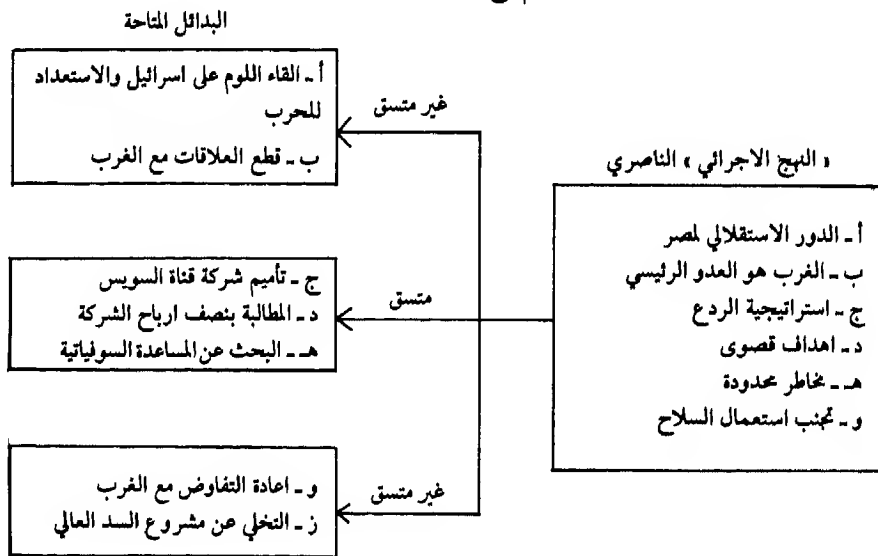 البدائل المتاحة
أ ـ القاء اللوم على اسرائيل والاستعداد
للحرب
ب ـ قطع العلاقات مع الغرب
غير متسق
« النهج الاجرائي » الناصري
أ ـ الدور الاستقلالي لمصر
ب ـ الغرب هو العدو الرئيسي
ج ـ استراتيجية الردع
د ـ اهداف قصوى
هـ ـ مخاطر محدودة
و ـ تجنب استعمال السلاح
متسق
ج ـ تأميم شركة قناة السويس
د ـ المطالبة بنصف ارباح الشركة
هـ ـ البحث عن المساعدة السوفياتية
غير متسق
و ـ اعادة التفاوض مع الغرب
ز ـ التخلي عن مشروع السد العالي